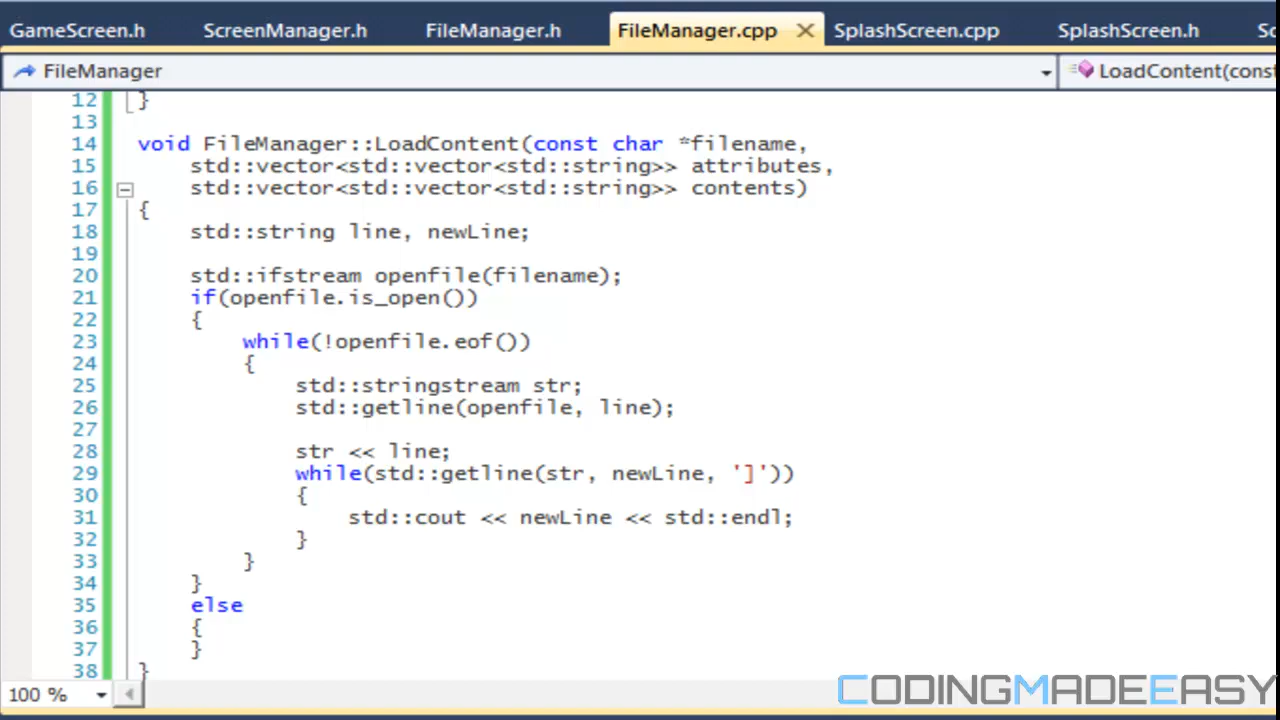 GameScreen.h ScreenManager.h FileManager.h FileManager.cpp SplashScreen.cpp SplashScreen.h Sc
FileManager LoadContent(const
12 }
13
14 void FileManager::LoadContent(const char *filename,
15 std::vector<std::vector<std::string>> attributes,
16 std::vector<std::vector<std::string>> contents)
17 {
18 std::string line, newLine;
19
20 std::ifstream openfile(filename);
21 if(openfile.is_open())
22 {
23 while(!openfile.eof())
24 {
25 std::stringstream str;
26 std::getline(openfile, line);
27
28 str << line;
29 while(std::getline(str, newLine, ']'))
30 {
31 std::cout << newLine << std::endl;
32 }
33 }
34 }
35 else
36 {
37 }
38 }
100 %
CODINGMADEEASY